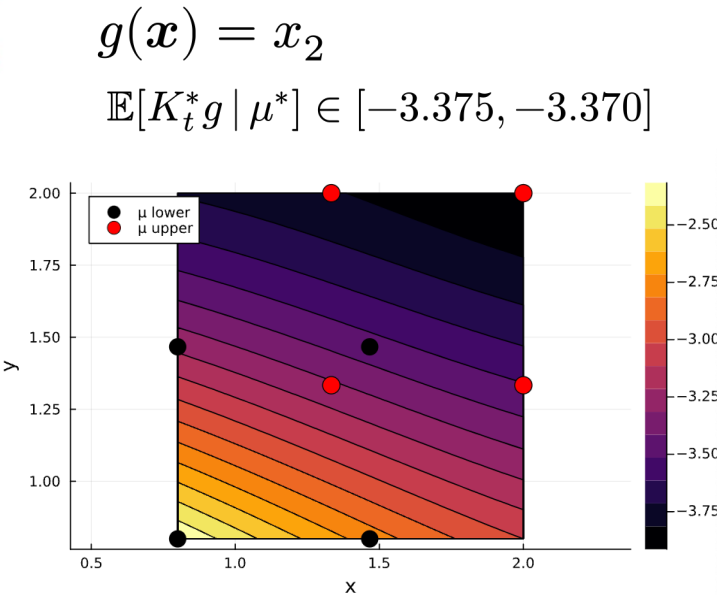 g(x) = x₂
𝔼[K*ₜg | μ*] ∈ [−3.375, −3.370]
2.00
μ lower
μ upper
1.75
1.50
1.25
1.00
y
0.5
1.0
1.5
2.0
x
−2.50
−2.75
−3.00
−3.25
−3.50
−3.75